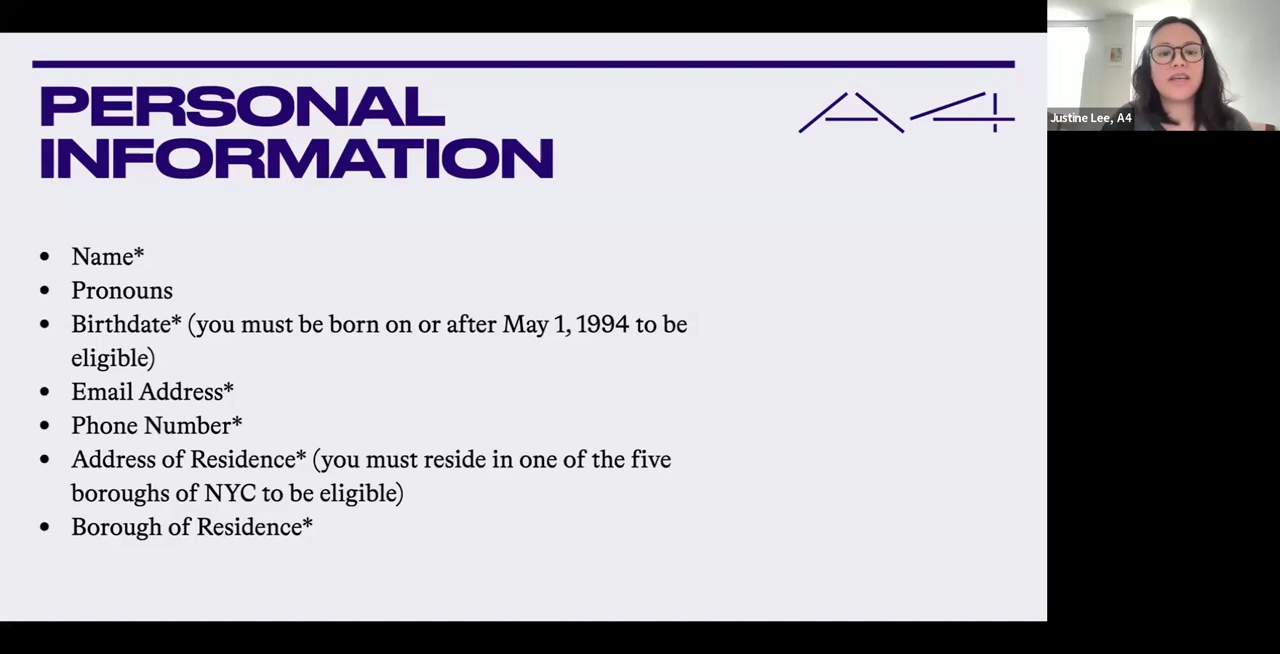 PERSONAL
INFORMATION
A4
Justine Lee, A4
• Name*
• Pronouns
• Birthdate* (you must be born on or after May 1, 1994 to be
eligible)
• Email Address*
• Phone Number*
• Address of Residence* (you must reside in one of the five
boroughs of NYC to be eligible)
• Borough of Residence*